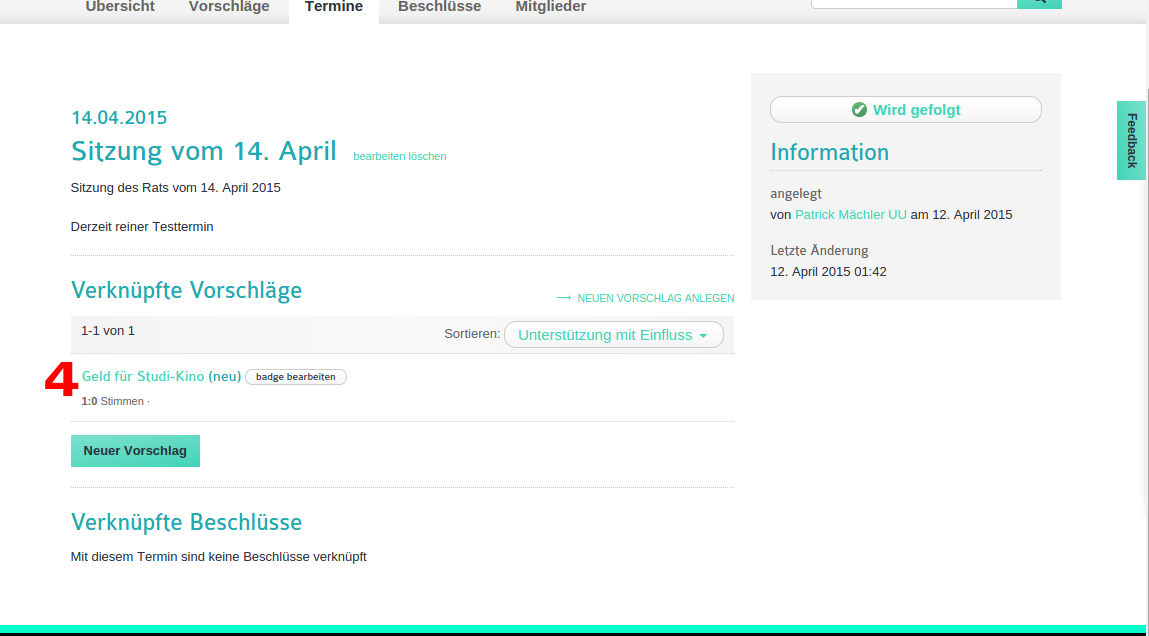 Übersicht Vorschläge Termine Beschlüsse Mitglieder
14.04.2015
Sitzung vom 14. April bearbeiten löschen
Sitzung des Rats vom 14. April 2015
Derzeit reiner Testtermin
Verknüpfte Vorschläge → NEUEN VORSCHLAG ANLEGEN
1-1 von 1 Sortieren: Unterstützung mit Einfluss
4 Geld für Studi-Kino (neu) badge bearbeiten
1:0 Stimmen ·
Neuer Vorschlag
Verknüpfte Beschlüsse
Mit diesem Termin sind keine Beschlüsse verknüpft
Wird gefolgt
Information
angelegt
von Patrick Mächler UU am 12. April 2015
Letzte Änderung
12. April 2015 01:42
Feedback